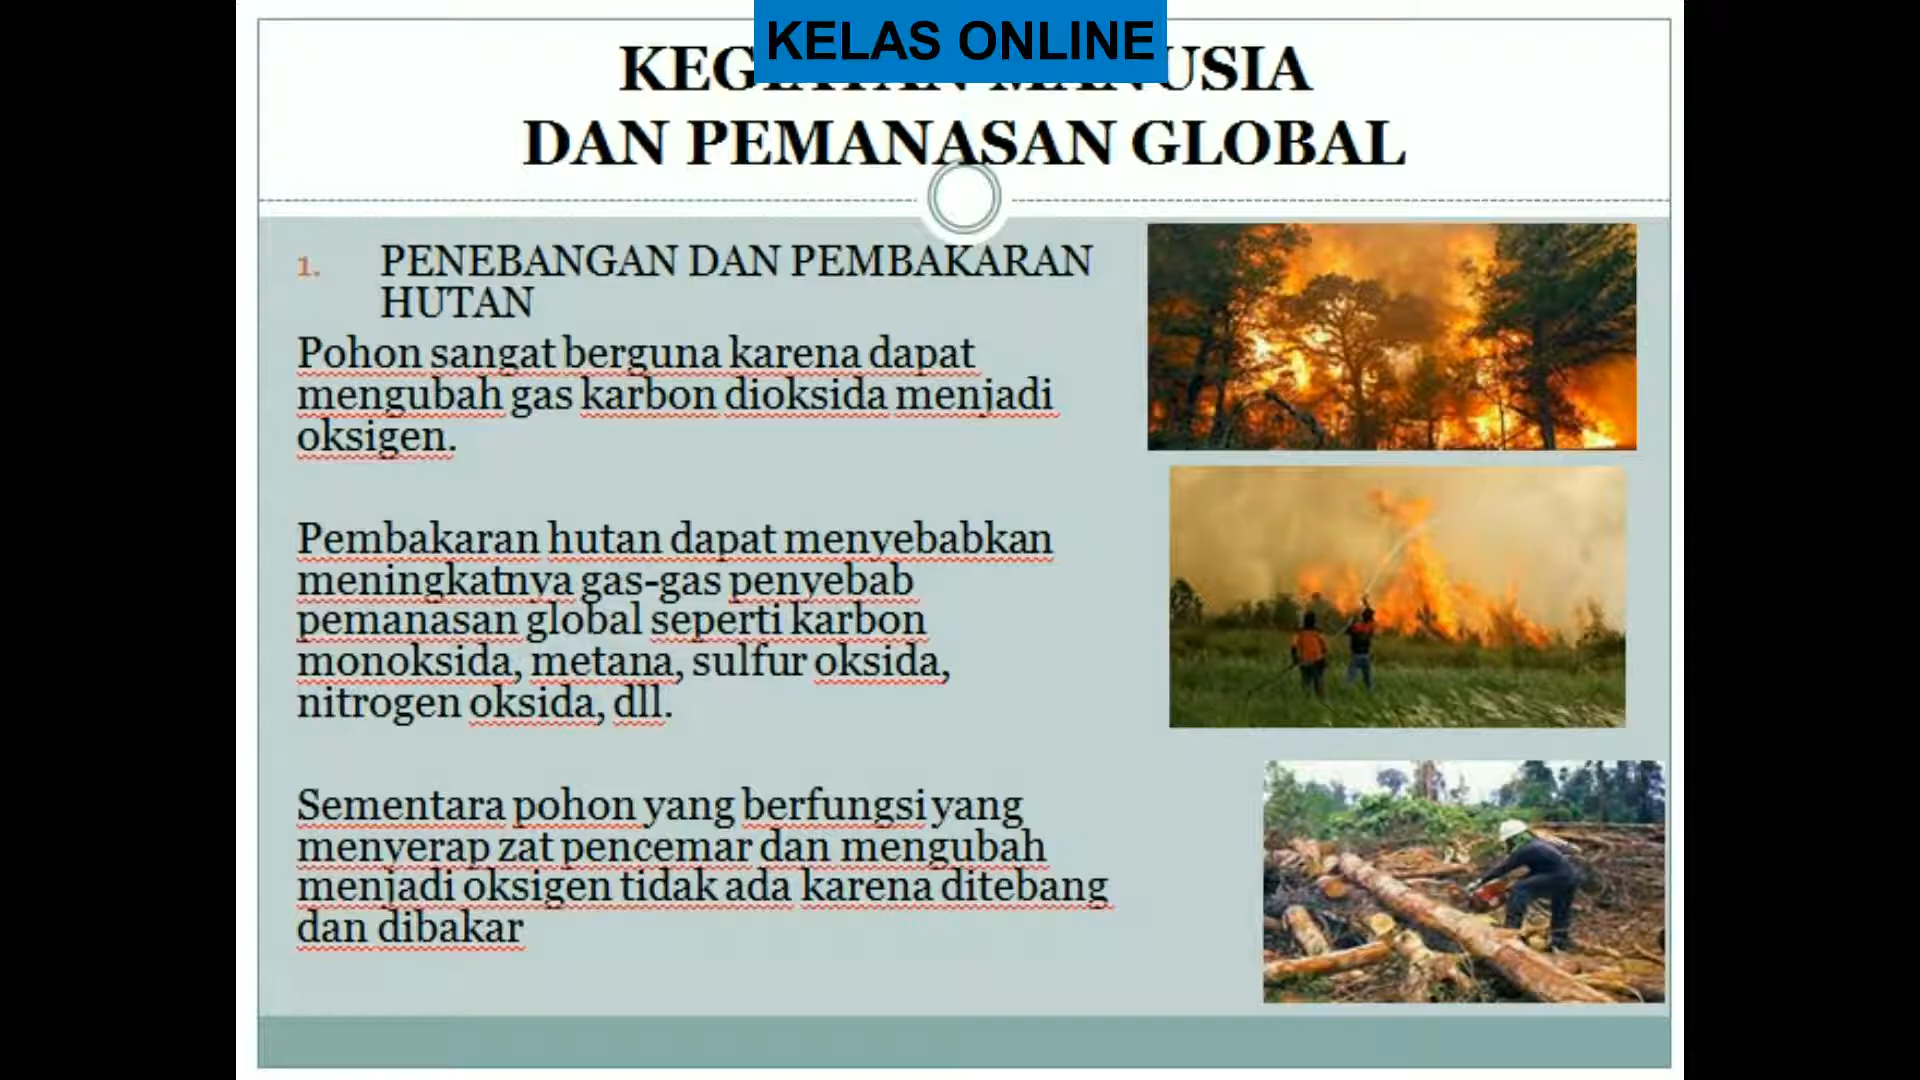 KELAS ONLINE
KEGIATAN MANUSIA
DAN PEMANASAN GLOBAL
1. PENEBANGAN DAN PEMBAKARAN
HUTAN
Pohon sangat berguna karena dapat
mengubah gas karbon dioksida menjadi
oksigen.
Pembakaran hutan dapat menyebabkan
meningkatnya gas-gas penyebab
pemanasan global seperti karbon
monoksida, metana, sulfur oksida,
nitrogen oksida, dll.
Sementara pohon yang berfungsi yang
menyerap zat pencemar dan mengubah
menjadi oksigen tidak ada karena ditebang
dan dibakar